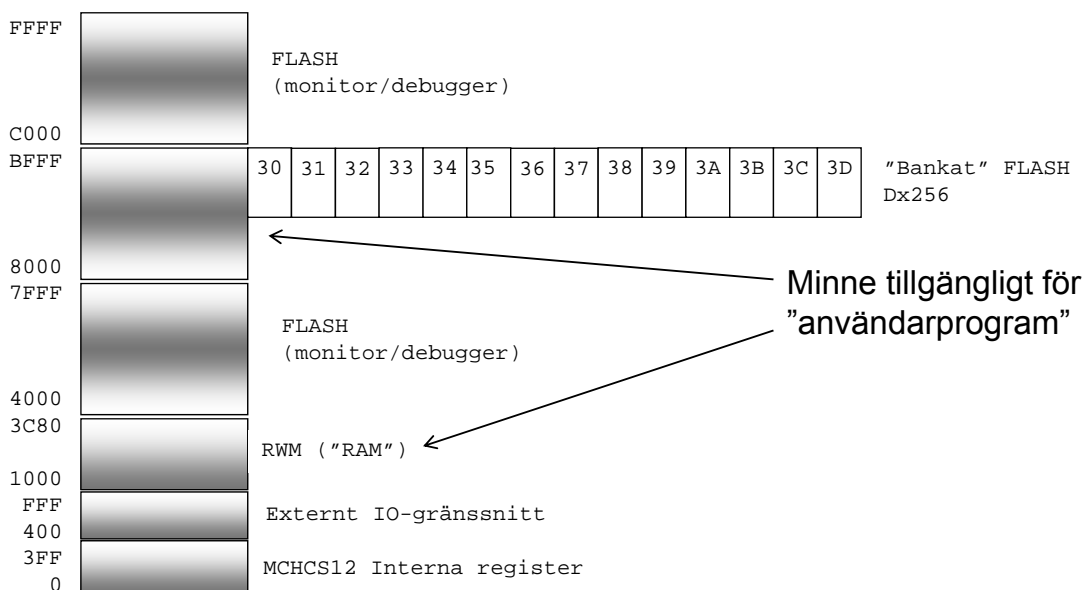 FFFF
FLASH
(monitor/debugger)
C000
BFFF
30 31 32 33 34 35 36 37 38 39 3A 3B 3C 3D
"Bankat" FLASH
Dx256
8000
7FFF
Minne tillgängligt för
"användarprogram"
FLASH
(monitor/debugger)
4000
3C80
RWM ("RAM")
1000
FFF
Externt IO-gränssnitt
400
3FF
MCHCS12 Interna register
0